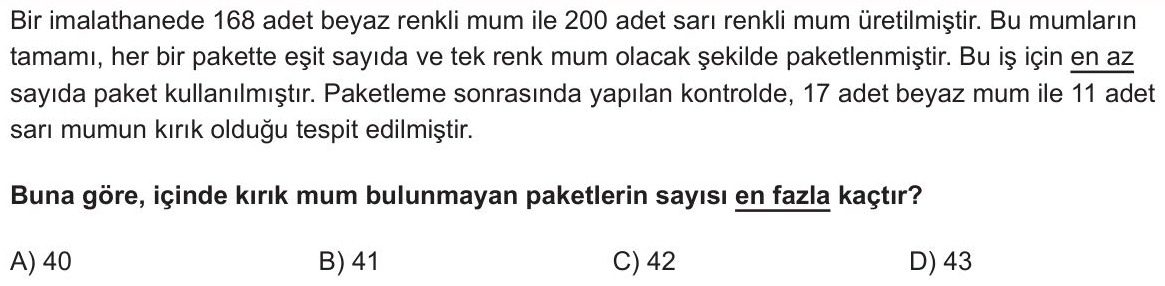 Bir imalathanede 168 adet beyaz renkli mum ile 200 adet sarı renkli mum üretilmiştir. Bu mumların
tamamı, her bir pakette eşit sayıda ve tek renk mum olacak şekilde paketlenmiştir. Bu iş için en az
sayıda paket kullanılmıştır. Paketleme sonrasında yapılan kontrolde, 17 adet beyaz mum ile 11 adet
sarı mumun kırık olduğu tespit edilmiştir.
Buna göre, içinde kırık mum bulunmayan paketlerin sayısı en fazla kaçtır?
A) 40 B) 41 C) 42 D) 43